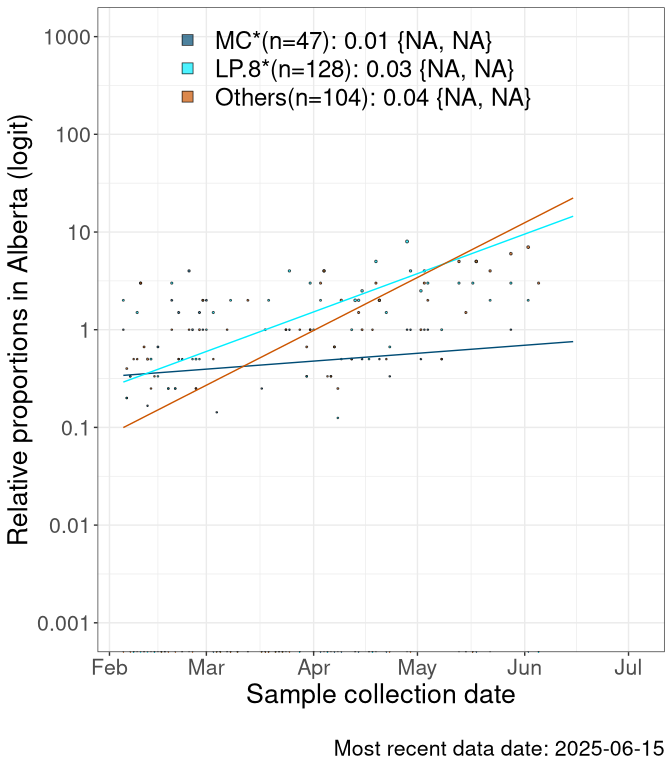 MC*(n=47): 0.01 {NA, NA}
LP.8*(n=128): 0.03 {NA, NA}
Others(n=104): 0.04 {NA, NA}
Relative proportions in Alberta (logit)
1000
100
10
1
0.1
0.01
0.001
Feb Mar Apr May Jun Jul
Sample collection date
Most recent data date: 2025-06-15